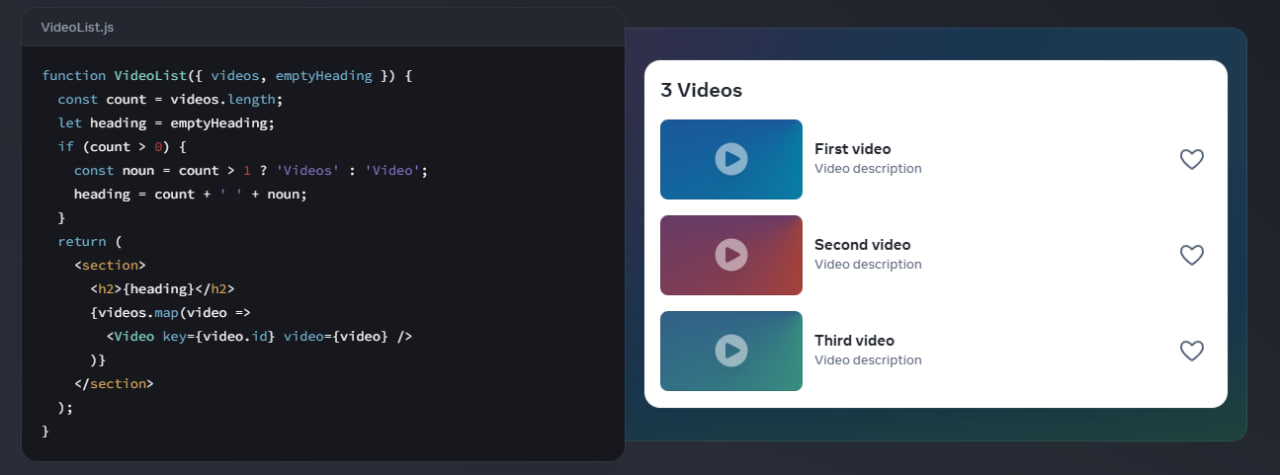 VideoList.js
function VideoList({ videos, emptyHeading }) {
  const count = videos.length;
  let heading = emptyHeading;
  if (count > 0) {
    const noun = count > 1 ? 'Videos' : 'Video';
    heading = count + ' ' + noun;
  }
  return (
    <section>
      <h2>{heading}</h2>
      {videos.map(video =>
        <Video key={video.id} video={video} />
      )}
    </section>
  );
}
3 Videos
First video
Video description
Second video
Video description
Third video
Video description